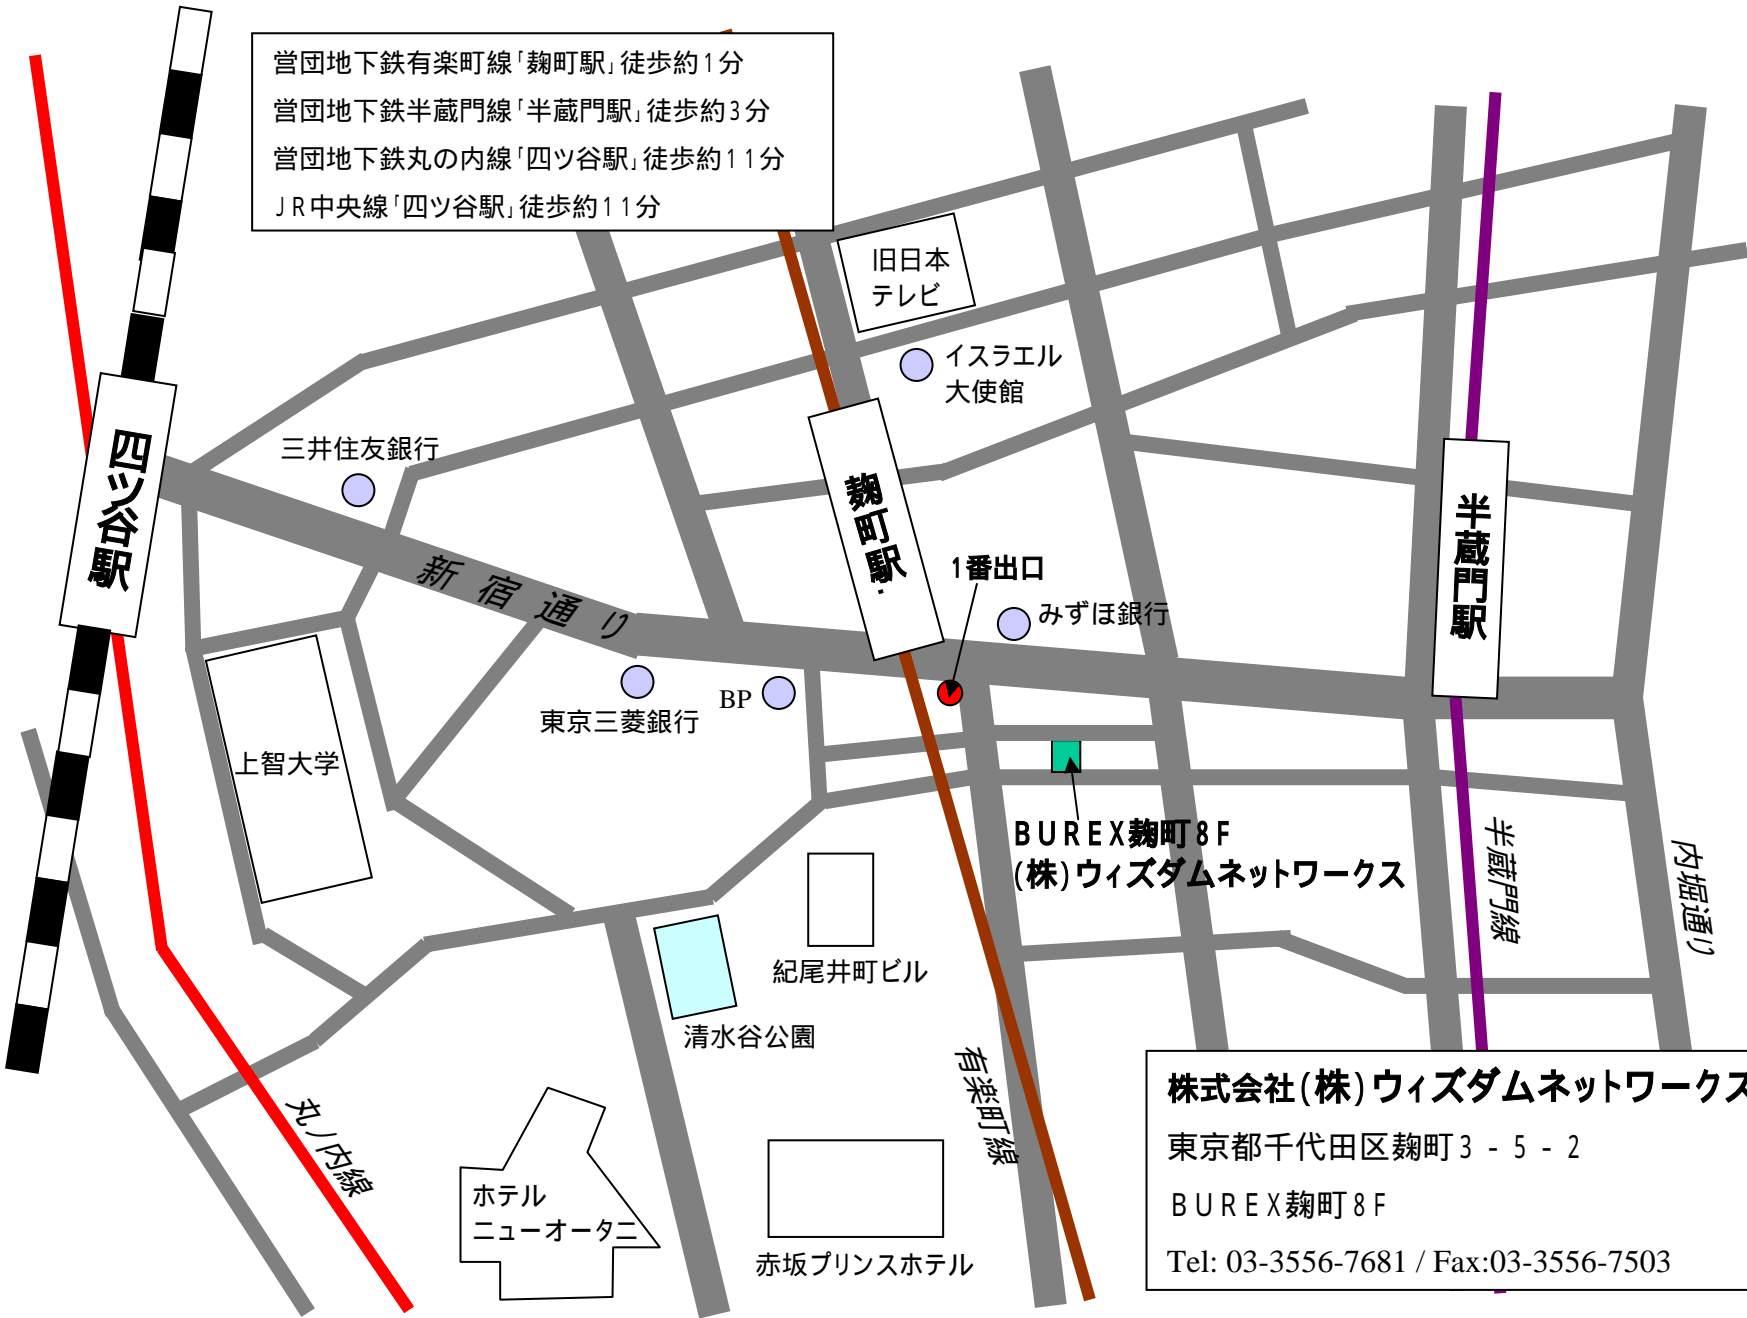 営団地下鉄有楽町線「麹町駅」徒歩約1分
営団地下鉄半蔵門線「半蔵門駅」徒歩約3分
営団地下鉄丸の内線「四ツ谷駅」徒歩約11分
JR中央線「四ツ谷駅」徒歩約11分
旧日本
テレビ
イスラエル
大使館
三井住友銀行
四ツ谷駅
麹町駅
半蔵門駅
新宿通り
1番出口
みずほ銀行
東京三菱銀行
BP
上智大学
BUREX麹町8F
(株)ウィズダムネットワークス
半蔵門線
内堀通り
紀尾井町ビル
清水谷公園
有楽町線
丸ノ内線
ホテル
ニューオータニ
赤坂プリンスホテル
株式会社(株)ウィズダムネットワークス
東京都千代田区麹町3-5-2
BUREX麹町8F
Tel: 03-3556-7681 / Fax:03-3556-7503